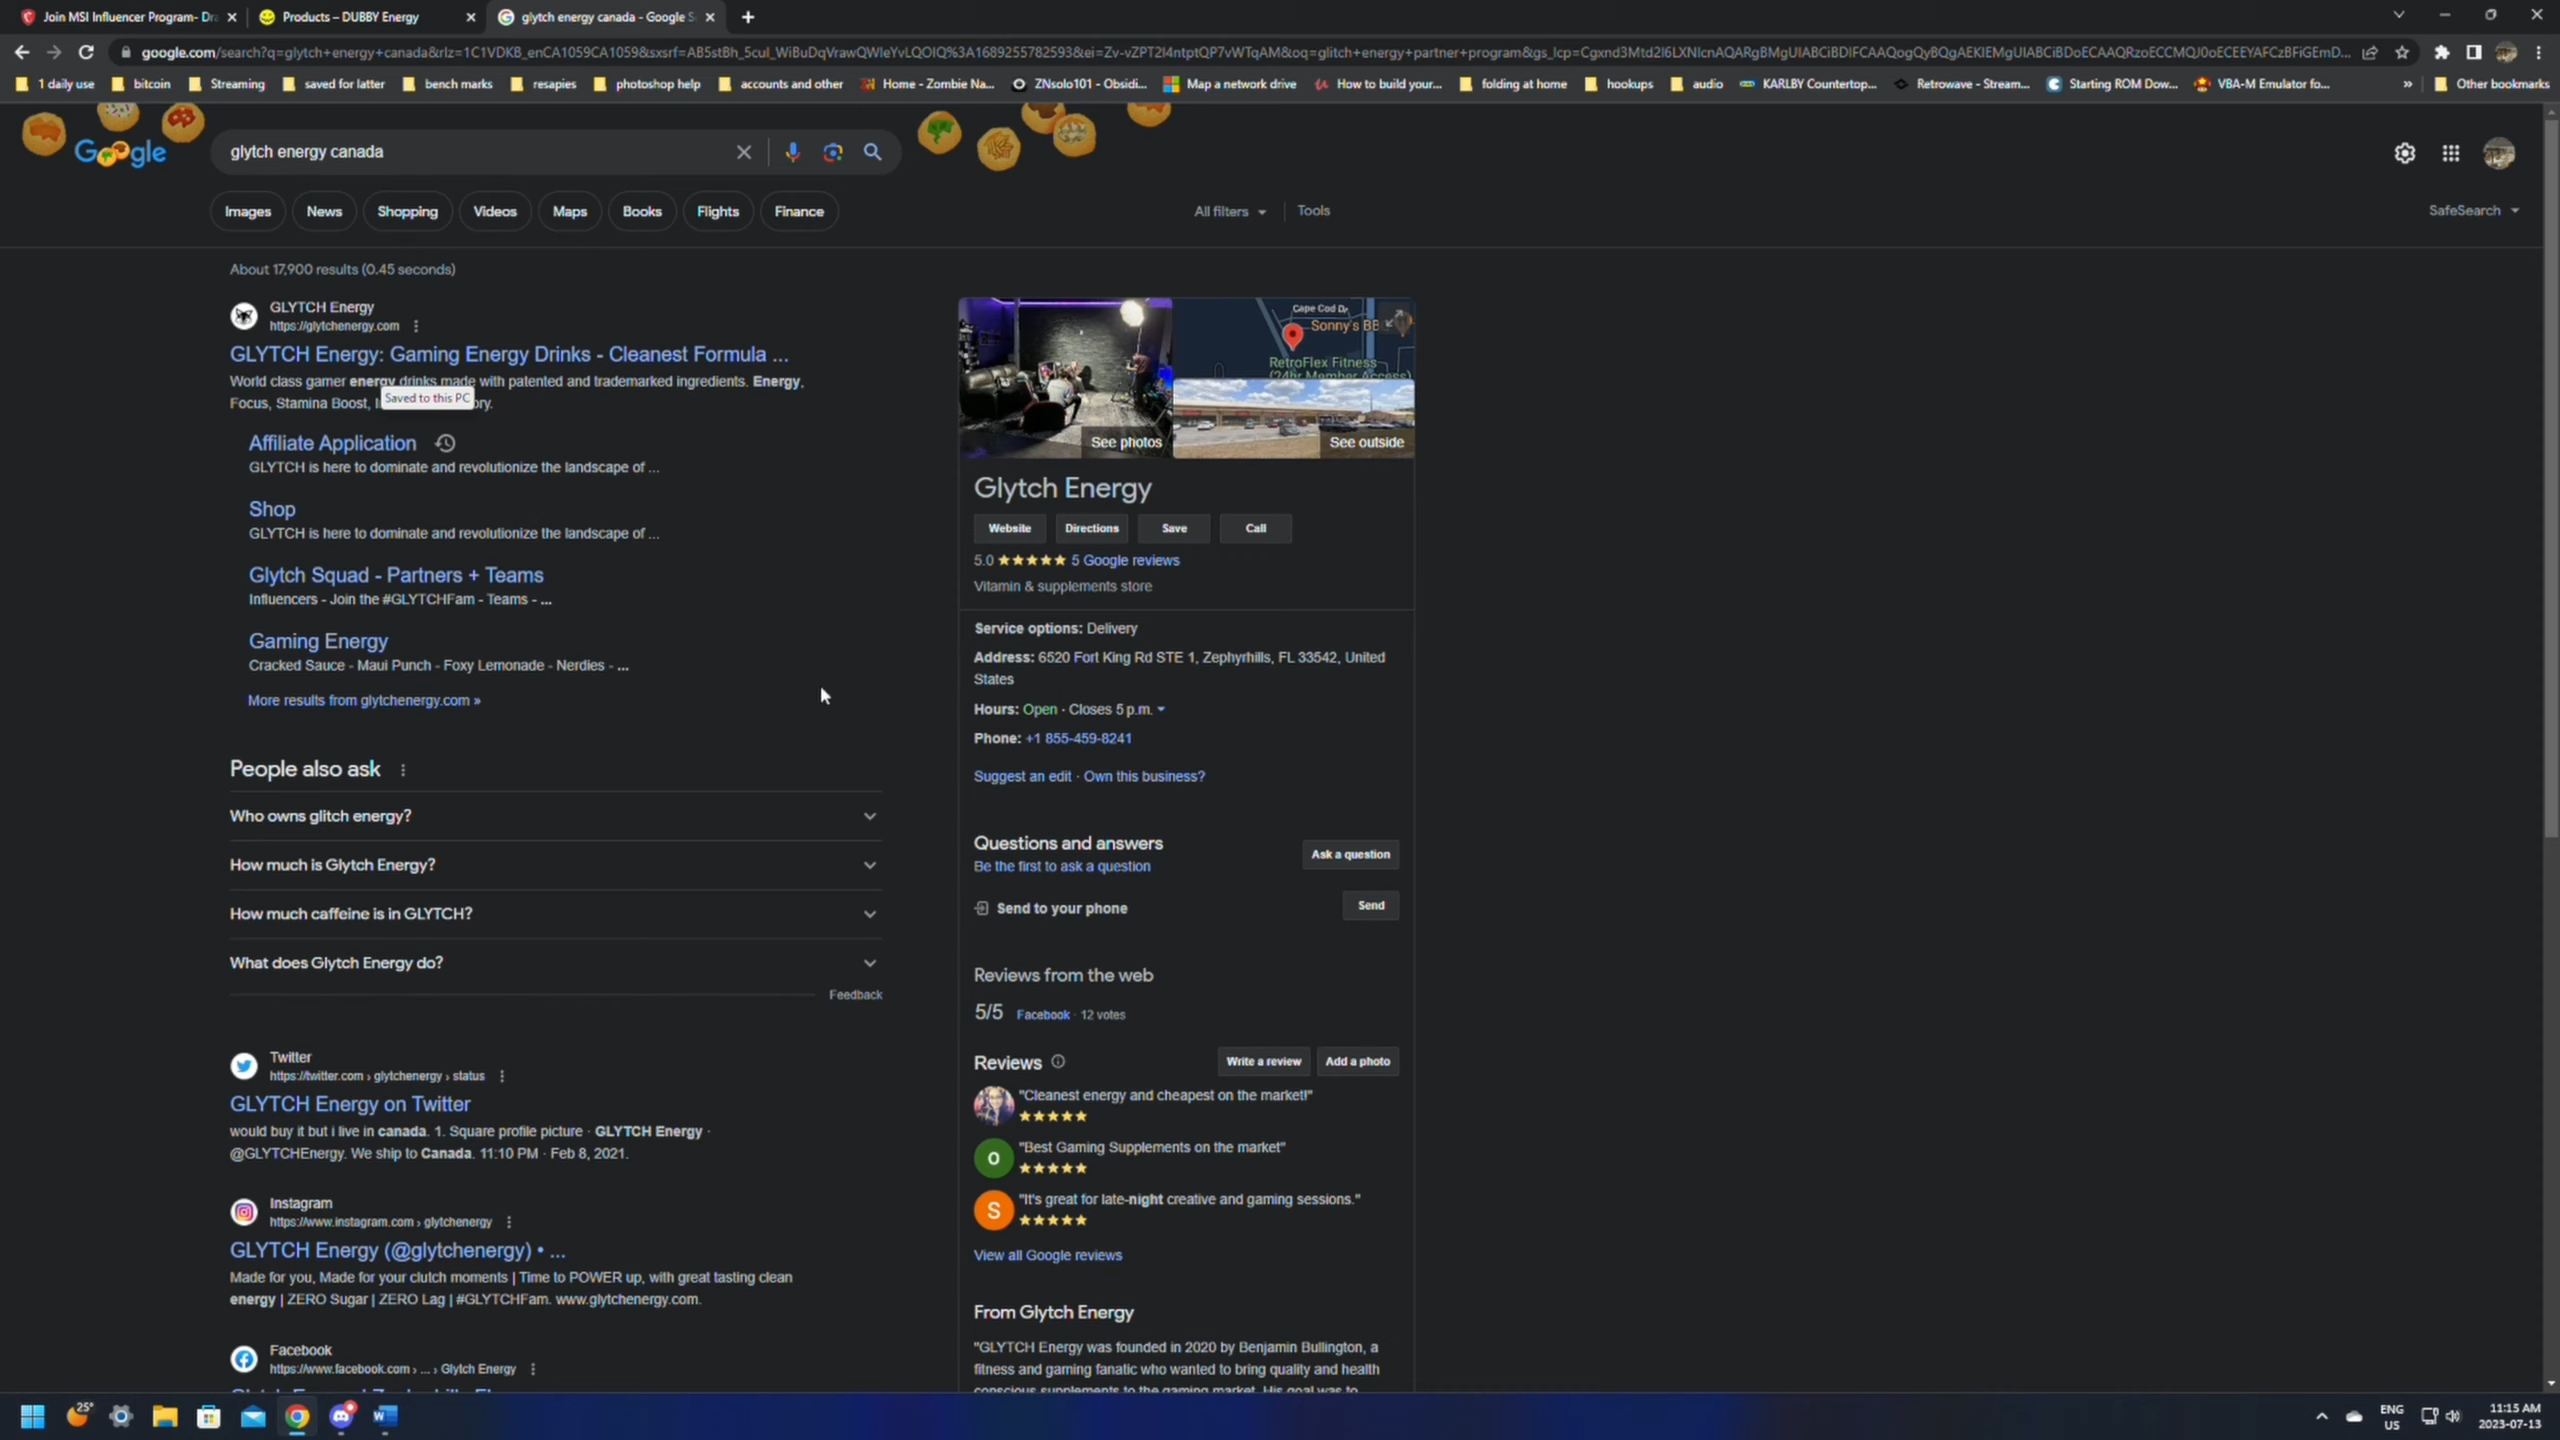 Join MSI Influencer Program- Dra
Products – DUBBY Energy
glytch energy canada - Google S
google.com/search?q=glytch+energy+canada&rlz=1C1VDKB_enCA1059CA1059&sxsrf=
1 daily use
bitcoin
Streaming
saved for latter
bench marks
resapies
photoshop help
accounts and other
Home - Zombie Na...
ZNsolo101 - Obsidi...
Map a network drive
How to build your...
folding at home
hookups
audio
KARLBY Countertop...
Retrowave - Stream...
Starting ROM Dow...
VBA-M Emulator fo...
»
Other bookmarks
Google
glytch energy canada
Images
News
Shopping
Videos
Maps
Books
Flights
Finance
All filters
Tools
SafeSearch
About 17,900 results (0.45 seconds)
GLYTCH Energy
https://glytchenergy.com
GLYTCH Energy: Gaming Energy Drinks - Cleanest Formula ...
World class gamer energy drinks made with patented and trademarked ingredients. Energy,
Focus, Stamina Boost,
Saved to this PC
Affiliate Application
GLYTCH is here to dominate and revolutionize the landscape of ...
Shop
GLYTCH is here to dominate and revolutionize the landscape of ...
Glytch Squad - Partners + Teams
Influencers - Join the #GLYTCHFam - Teams - ...
Gaming Energy
Cracked Sauce - Maui Punch - Foxy Lemonade - Nerdies - ...
More results from glytchenergy.com »
People also ask
Who owns glitch energy?
How much is Glytch Energy?
How much caffeine is in GLYTCH?
What does Glytch Energy do?
Feedback
Twitter
https://twitter.com › glytchenergy › status
GLYTCH Energy on Twitter
would buy it but i live in canada. 1. Square profile picture · GLYTCH Energy ·
@GLYTCHEnergy. We ship to Canada. 11:10 PM · Feb 8, 2021.
Instagram
https://www.instagram.com › glytchenergy
GLYTCH Energy (@glytchenergy) • ...
Made for you, Made for your clutch moments | Time to POWER up, with great tasting clean
energy | ZERO Sugar | ZERO Lag | #GLYTCHFam. www.glytchenergy.com.
Facebook
https://www.facebook.com › ... › Glytch Energy
Cape Cod Dr
Sonny's BB
RetroFlex Fitness
(24hr Member Access)
See photos
See outside
Glytch Energy
Website
Directions
Save
Call
5.0 ★★★★★ 5 Google reviews
Vitamin & supplements store
Service options: Delivery
Address: 6520 Fort King Rd STE 1, Zephyrhills, FL 33542, United
States
Hours: Open · Closes 5 p.m.
Phone: +1 855-459-8241
Suggest an edit · Own this business?
Questions and answers
Be the first to ask a question
Ask a question
Send to your phone
Send
Reviews from the web
5/5 Facebook · 12 votes
Reviews
Write a review
Add a photo
"Cleanest energy and cheapest on the market!"
★★★★★
O
"Best Gaming Supplements on the market"
★★★★★
S
"It's great for late-night creative and gaming sessions."
★★★★★
View all Google reviews
From Glytch Energy
"GLYTCH Energy was founded in 2020 by Benjamin Bullington, a
fitness and gaming fanatic who wanted to bring quality and health
conscious supplements to the gaming market. His goal was to
25°
ENG
US
11:15 AM
2023-07-13